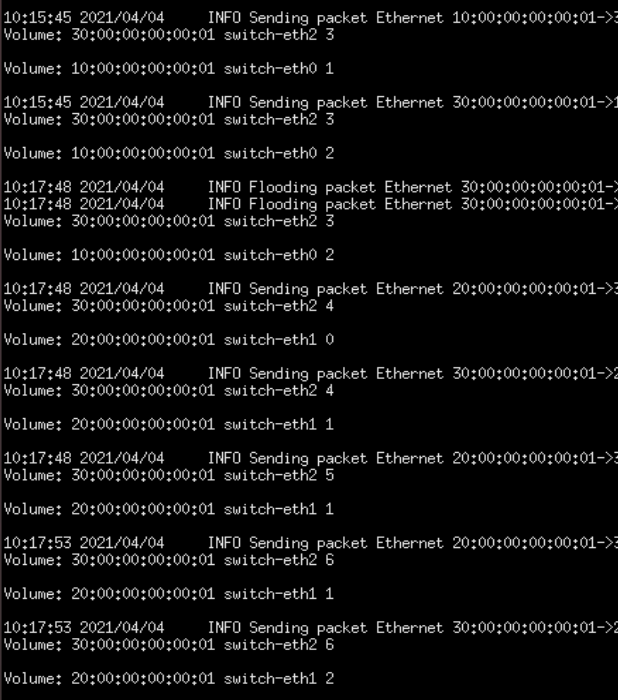 10:15:45 2021/04/04     INFO Sending packet Ethernet 10:00:00:00:00:01->3
Volume: 30:00:00:00:00:01 switch-eth2 3
Volume: 10:00:00:00:00:01 switch-eth0 1
10:15:45 2021/04/04     INFO Sending packet Ethernet 30:00:00:00:00:01->1
Volume: 30:00:00:00:00:01 switch-eth2 3
Volume: 10:00:00:00:00:01 switch-eth0 2
10:17:48 2021/04/04     INFO Flooding packet Ethernet 30:00:00:00:00:01-
10:17:48 2021/04/04     INFO Flooding packet Ethernet 30:00:00:00:00:01-
Volume: 30:00:00:00:00:01 switch-eth2 3
Volume: 10:00:00:00:00:01 switch-eth0 2
10:17:48 2021/04/04     INFO Sending packet Ethernet 20:00:00:00:00:01->3
Volume: 30:00:00:00:00:01 switch-eth2 4
Volume: 20:00:00:00:00:01 switch-eth1 0
10:17:48 2021/04/04     INFO Sending packet Ethernet 30:00:00:00:00:01->2
Volume: 30:00:00:00:00:01 switch-eth2 4
Volume: 20:00:00:00:00:01 switch-eth1 1
10:17:48 2021/04/04     INFO Sending packet Ethernet 20:00:00:00:00:01->3
Volume: 30:00:00:00:00:01 switch-eth2 5
Volume: 20:00:00:00:00:01 switch-eth1 1
10:17:53 2021/04/04     INFO Sending packet Ethernet 20:00:00:00:00:01->3
Volume: 30:00:00:00:00:01 switch-eth2 6
Volume: 20:00:00:00:00:01 switch-eth1 1
10:17:53 2021/04/04     INFO Sending packet Ethernet 30:00:00:00:00:01->2
Volume: 30:00:00:00:00:01 switch-eth2 6
Volume: 20:00:00:00:00:01 switch-eth1 2